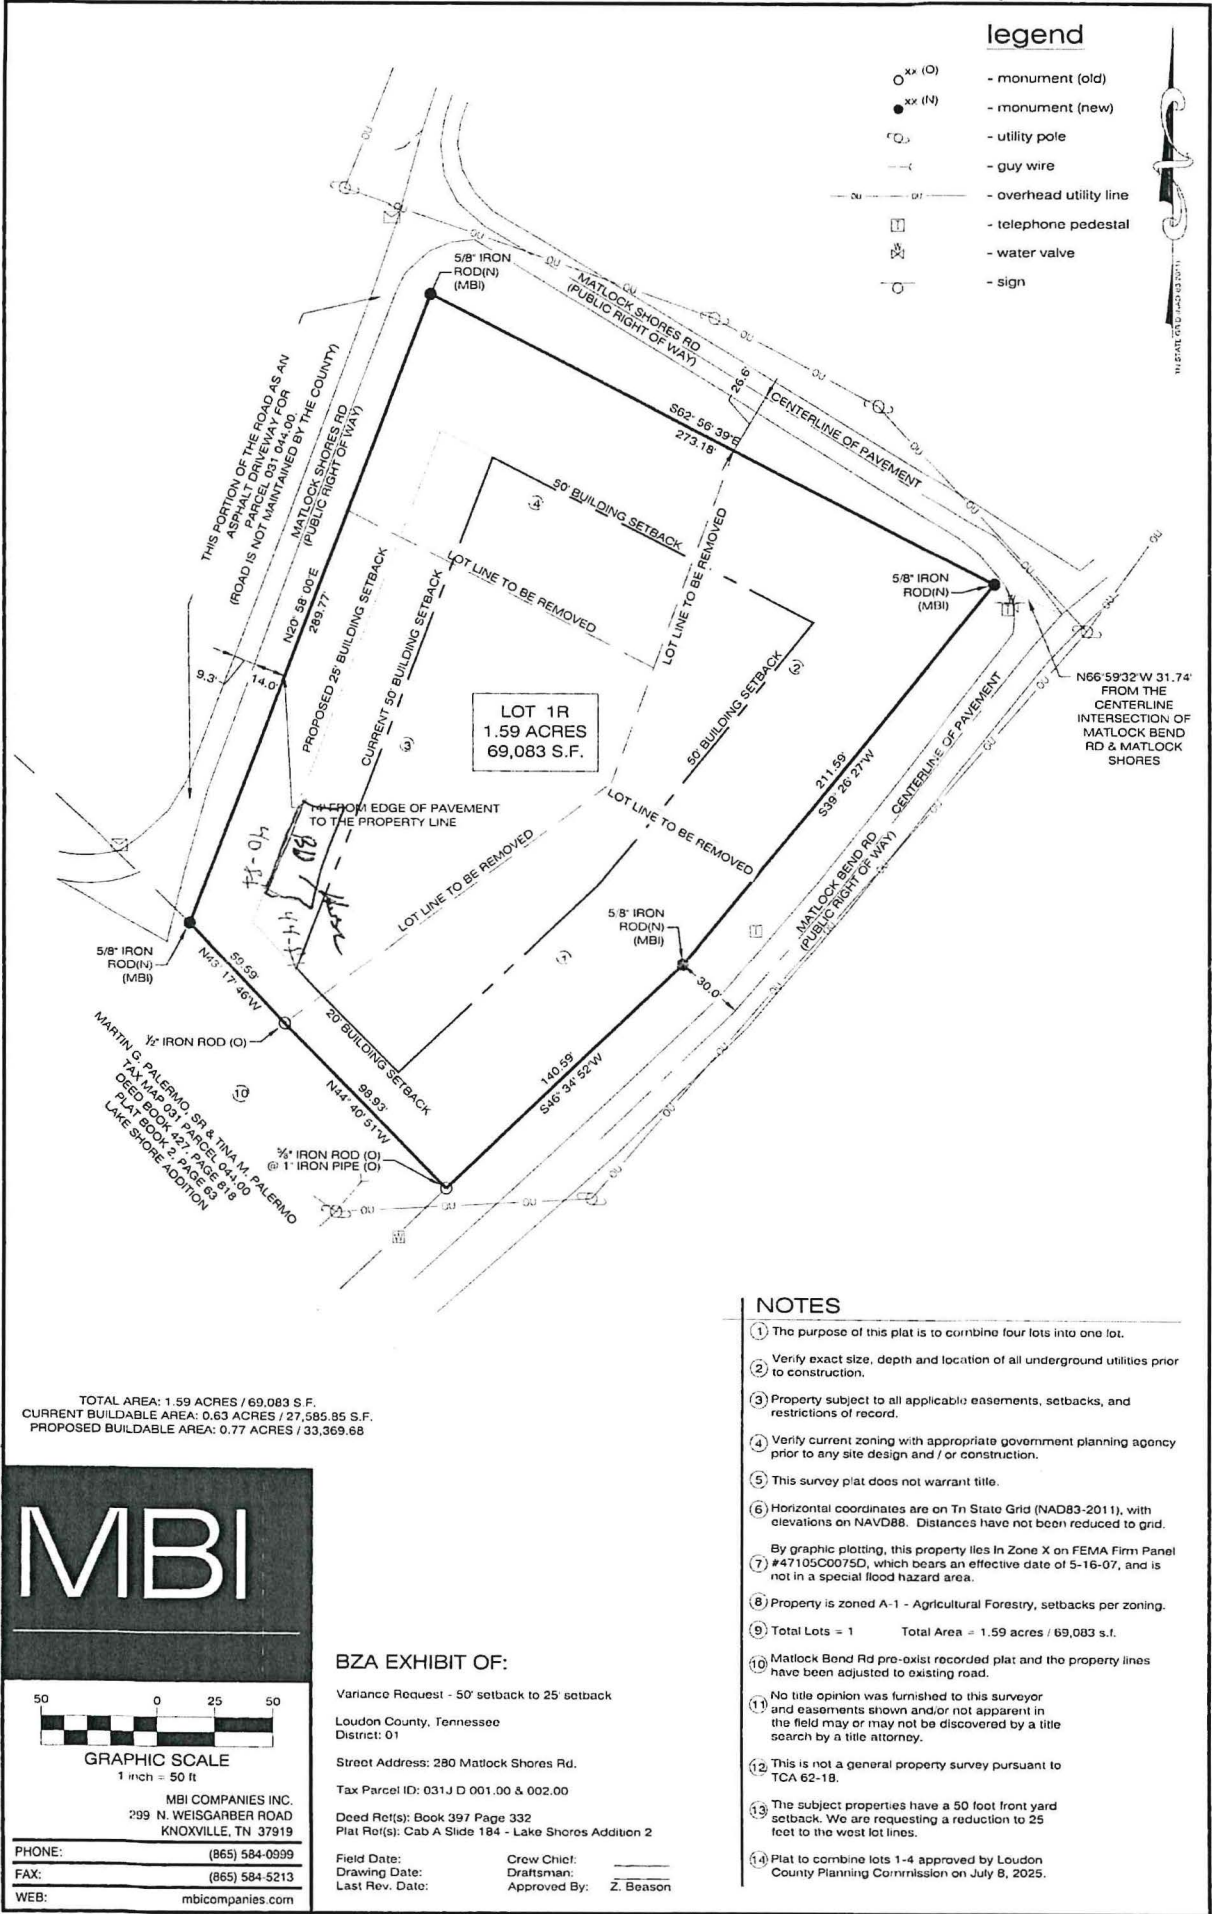 legend
xx (O) - monument (old)
xx (N) - monument (new)
- utility pole
- guy wire
OU OU - overhead utility line
T - telephone pedestal
- water valve
- sign
5/8" IRON
ROD(N)
(MBI)
MATLOCK SHORES RD
(PUBLIC RIGHT OF WAY)
26.6'
CENTERLINE OF PAVEMENT
S62° 56' 39"E
273.18'
THIS PORTION OF THE ROAD AS AN
ASPHALT DRIVEWAY FOR
PARCEL 031 044.00.
(ROAD IS NOT MAINTAINED BY THE COUNTY)
MATLOCK SHORES RD
(PUBLIC RIGHT OF WAY)
N20° 58' 00"E
289.77'
9.3'
14.0'
PROPOSED 25' BUILDING SETBACK
CURRENT 50' BUILDING SETBACK
50' BUILDING SETBACK
4
LOT LINE TO BE REMOVED
LOT LINE TO BE REMOVED
5/8" IRON
ROD(N)
(MBI)
50' BUILDING SETBACK
2
3
LOT 1R
1.59 ACRES
69,083 S.F.
N66°59'32"W 31.74'
FROM THE
CENTERLINE
INTERSECTION OF
MATLOCK BEND
RD & MATLOCK
SHORES
211.59'
S39° 26' 27"W
CENTERLINE OF PAVEMENT
MATLOCK BEND RD
(PUBLIC RIGHT OF WAY)
14' FROM EDGE OF PAVEMENT
TO THE PROPERTY LINE
LOT LINE TO BE REMOVED
LOT LINE TO BE REMOVED
5/8" IRON
ROD(N)
(MBI)
30.0'
5/8" IRON
ROD(N)
(MBI)
59.59'
N43° 17' 46"W
½" IRON ROD (O)
20' BUILDING SETBACK
98.93'
N44° 40' 51"W
140.59'
S46° 34' 52"W
10
MARTIN G. PALERMO, SR & TINA M. PALERMO
TAX MAP 031 PARCEL 044.00
DEED BOOK 427, PAGE 818
PLAT BOOK 2, PAGE 63
LAKE SHORE ADDITION
⅝" IRON ROD (O)
@ 1" IRON PIPE (O)
TOTAL AREA: 1.59 ACRES / 69,083 S.F.
CURRENT BUILDABLE AREA: 0.63 ACRES / 27,585.85 S.F.
PROPOSED BUILDABLE AREA: 0.77 ACRES / 33,369.68
NOTES
1 The purpose of this plat is to combine four lots into one lot.
2 Verify exact size, depth and location of all underground utilities prior
to construction.
3 Property subject to all applicable easements, setbacks, and
restrictions of record.
4 Verify current zoning with appropriate government planning agency
prior to any site design and / or construction.
5 This survey plat does not warrant title.
6 Horizontal coordinates are on Tn State Grid (NAD83-2011), with
elevations on NAVD88. Distances have not been reduced to grid.
7 By graphic plotting, this property lies in Zone X on FEMA Firm Panel
#47105C0075D, which bears an effective date of 5-16-07, and is
not in a special flood hazard area.
8 Property is zoned A-1 - Agricultural Forestry, setbacks per zoning.
9 Total Lots = 1 Total Area = 1.59 acres / 69,083 s.f.
10 Matlock Bend Rd pre-exist recorded plat and the property lines
have been adjusted to existing road.
11 No title opinion was furnished to this surveyor
and easements shown and/or not apparent in
the field may or may not be discovered by a title
search by a title attorney.
12 This is not a general property survey pursuant to
TCA 62-18.
13 The subject properties have a 50 foot front yard
setback. We are requesting a reduction to 25
feet to the west lot lines.
14 Plat to combine lots 1-4 approved by Loudon
County Planning Commission on July 8, 2025.
MBI
50 0 25 50
GRAPHIC SCALE
1 inch = 50 ft
MBI COMPANIES INC.
299 N. WEISGARBER ROAD
KNOXVILLE, TN 37919
PHONE: (865) 584-0999
FAX: (865) 584-5213
WEB: mbicompanies.com
BZA EXHIBIT OF:
Variance Request - 50' setback to 25' setback
Loudon County, Tennessee
District: 01
Street Address: 280 Matlock Shores Rd.
Tax Parcel ID: 031J D 001.00 & 002.00
Deed Ref(s): Book 397 Page 332
Plat Ref(s): Cab A Slide 184 - Lake Shores Addition 2
Field Date: Crew Chief:
Drawing Date: Draftsman:
Last Rev. Date: Approved By: Z. Beason